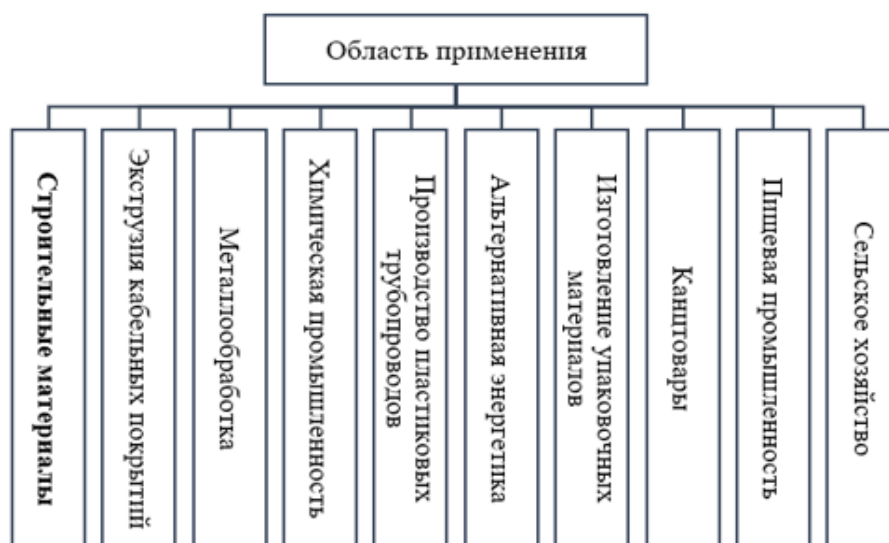 Область применения
Строительные материалы
Экструзия кабельных покрытий
Металлообработка
Химическая промышленность
Производство пластиковых
трубопроводов
Альтернативная энергетика
Изготовление упаковочных
материалов
Канцтовары
Пищевая промышленность
Сельское хозяйство